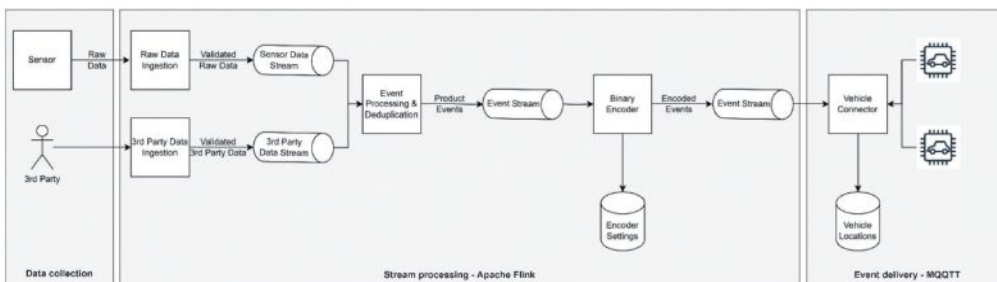 Sensor
Raw
Data
Raw Data
Ingestion
Validated
Raw Data
Sensor Data
Stream
3rd Party
3rd Party Data
Ingestion
Validated
3rd Party Data
3rd Party
Data Stream
Event
Processing &
Deduplication
Product
Events
Event Stream
Binary
Encoder
Encoded
Events
Event Stream
Vehicle
Connector
Encoder
Settings
Vehicle
Locations
Data collection
Stream processing - Apache Flink
Event delivery - MQQTT